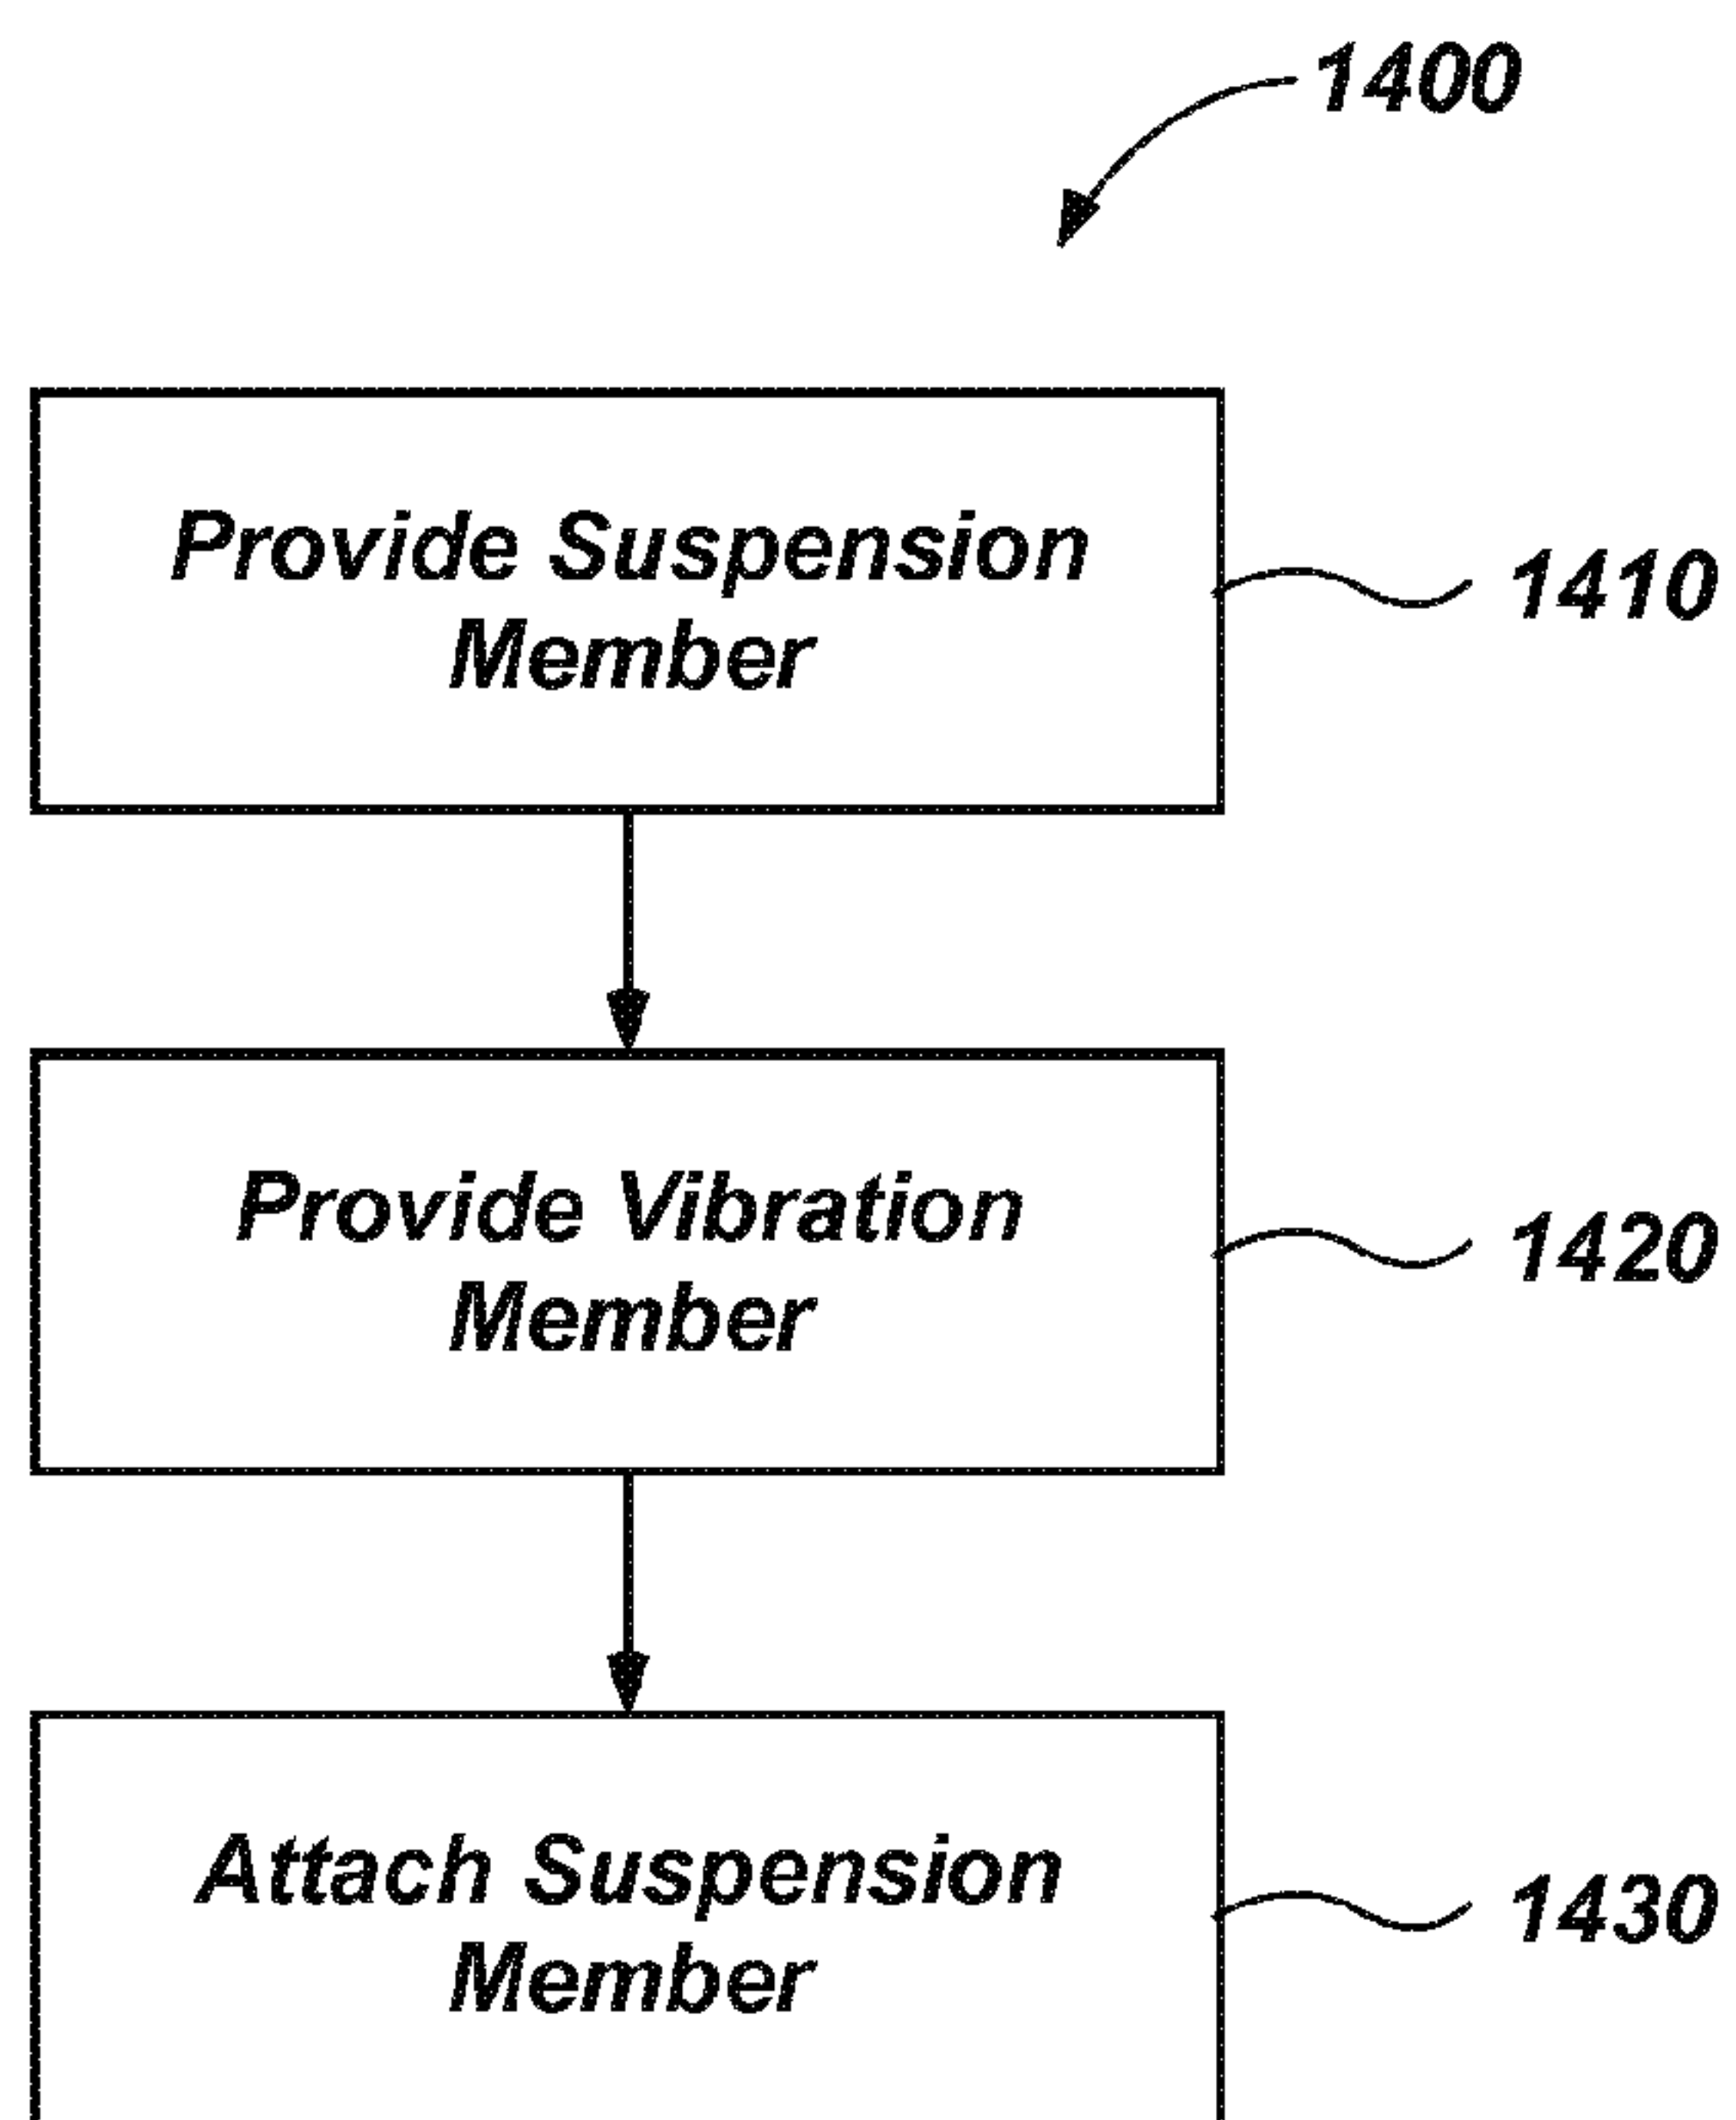 1400
Provide Suspension
Member
1410
Provide Vibration
Member
1420
Attach Suspension
Member
1430